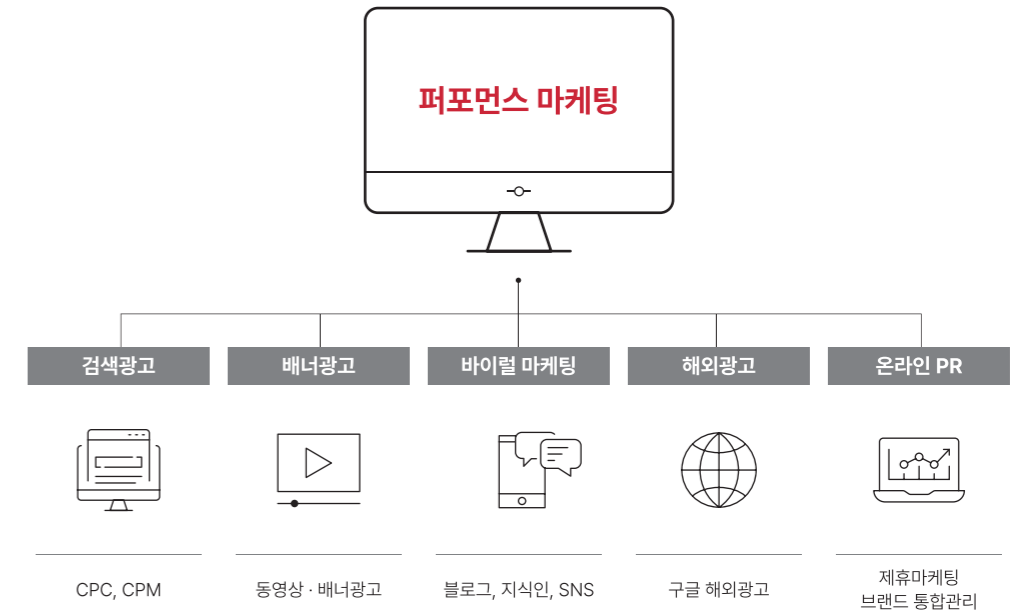 퍼포먼스 마케팅
검색광고
배너광고
바이럴 마케팅
해외광고
온라인 PR
CPC, CPM
동영상 · 배너광고
블로그, 지식인, SNS
구글 해외광고
제휴마케팅
브랜드 통합관리